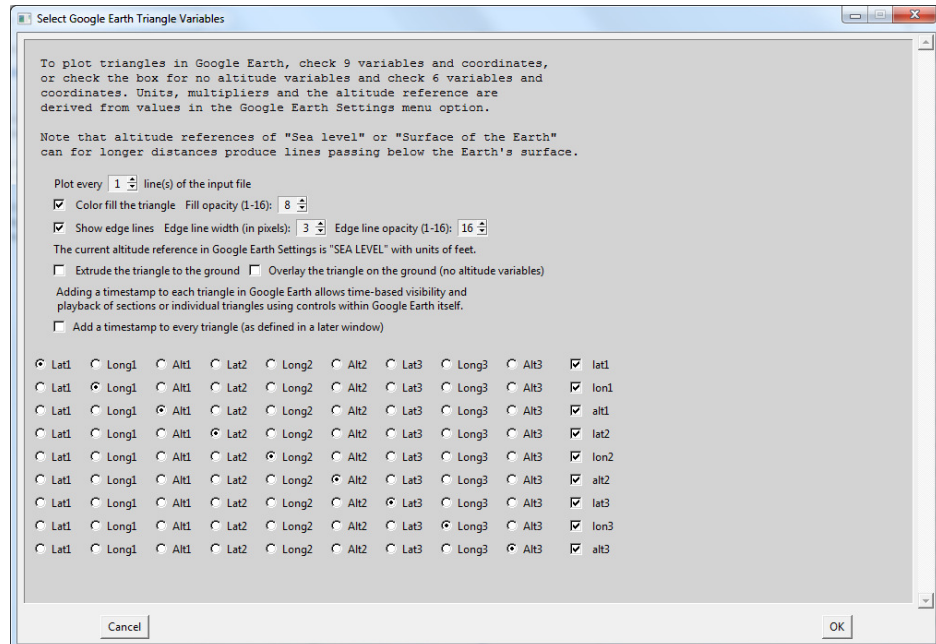 Select Google Earth Triangle Variables
To plot triangles in Google Earth, check 9 variables and coordinates,
or check the box for no altitude variables and check 6 variables and
coordinates. Units, multipliers and the altitude reference are
derived from values in the Google Earth Settings menu option.
Note that altitude references of "Sea level" or "Surface of the Earth"
can for longer distances produce lines passing below the Earth's surface.
Plot every 1 line(s) of the input file
Color fill the triangle Fill opacity (1-16): 8
Show edge lines Edge line width (in pixels): 3 Edge line opacity (1-16): 16
The current altitude reference in Google Earth Settings is "SEA LEVEL" with units of feet.
Extrude the triangle to the ground Overlay the triangle on the ground (no altitude variables)
Adding a timestamp to each triangle in Google Earth allows time-based visibility and
playback of sections or individual triangles using controls within Google Earth itself.
Add a timestamp to every triangle (as defined in a later window)
Lat1 Long1 Alt1 Lat2 Long2 Alt2 Lat3 Long3 Alt3 lat1
Lat1 Long1 Alt1 Lat2 Long2 Alt2 Lat3 Long3 Alt3 lon1
Lat1 Long1 Alt1 Lat2 Long2 Alt2 Lat3 Long3 Alt3 alt1
Lat1 Long1 Alt1 Lat2 Long2 Alt2 Lat3 Long3 Alt3 lat2
Lat1 Long1 Alt1 Lat2 Long2 Alt2 Lat3 Long3 Alt3 lon2
Lat1 Long1 Alt1 Lat2 Long2 Alt2 Lat3 Long3 Alt3 alt2
Lat1 Long1 Alt1 Lat2 Long2 Alt2 Lat3 Long3 Alt3 lat3
Lat1 Long1 Alt1 Lat2 Long2 Alt2 Lat3 Long3 Alt3 lon3
Lat1 Long1 Alt1 Lat2 Long2 Alt2 Lat3 Long3 Alt3 alt3
Cancel OK